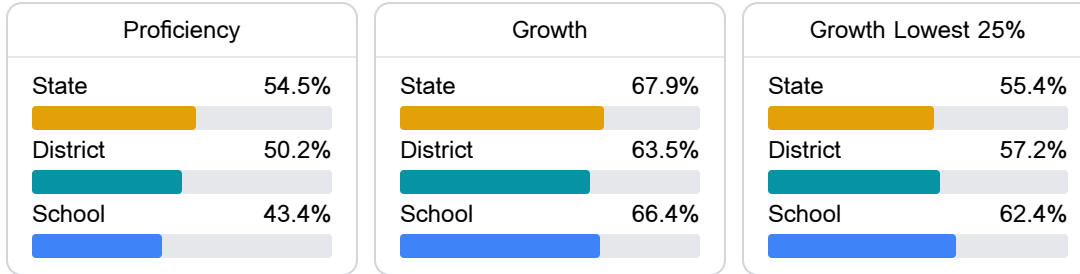 Proficiency
State 54.5%
District 50.2%
School 43.4%
Growth
State 67.9%
District 63.5%
School 66.4%
Growth Lowest 25%
State 55.4%
District 57.2%
School 62.4%